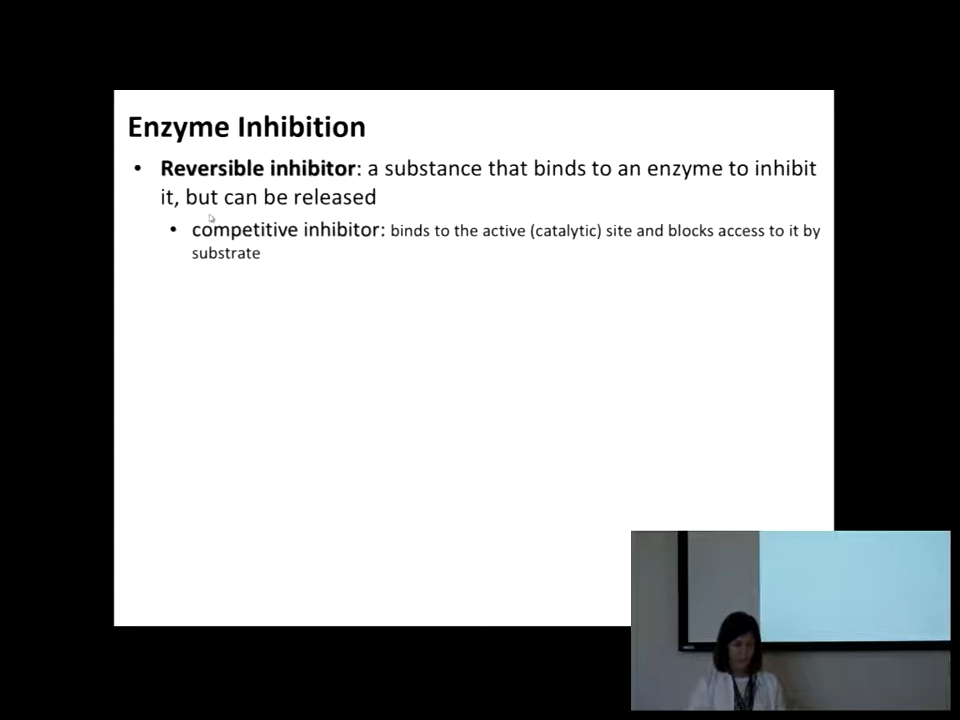 Enzyme Inhibition
• Reversible inhibitor: a substance that binds to an enzyme to inhibit
it, but can be released
• competitive inhibitor: binds to the active (catalytic) site and blocks access to it by
substrate